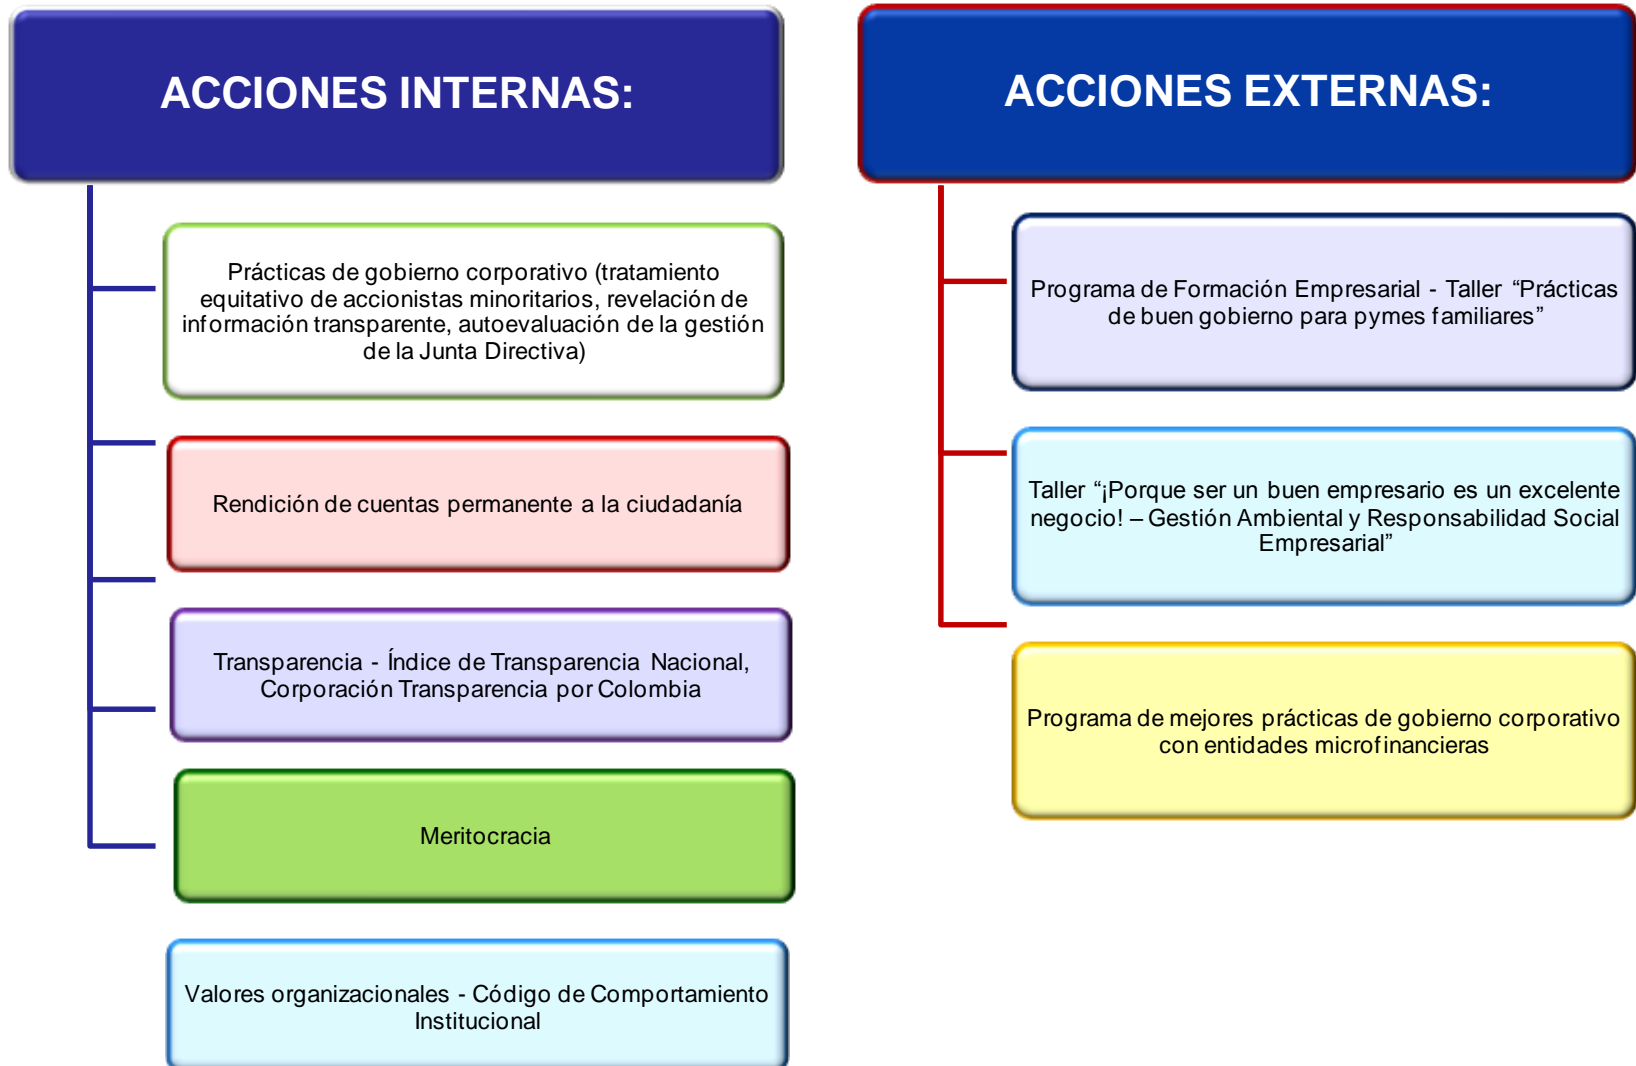 ACCIONES INTERNAS:
Prácticas de gobierno corporativo (tratamiento
equitativo de accionistas minoritarios, revelación de
información transparente, autoevaluación de la gestión
de la Junta Directiva)
Rendición de cuentas permanente a la ciudadanía
Transparencia - Índice de Transparencia Nacional,
Corporación Transparencia por Colombia
Meritocracia
Valores organizacionales - Código de Comportamiento
Institucional
ACCIONES EXTERNAS:
Programa de Formación Empresarial - Taller “Prácticas
de buen gobierno para pymes familiares”
Taller “¡Porque ser un buen empresario es un excelente
negocio! – Gestión Ambiental y Responsabilidad Social
Empresarial”
Programa de mejores prácticas de gobierno corporativo
con entidades microfinancieras